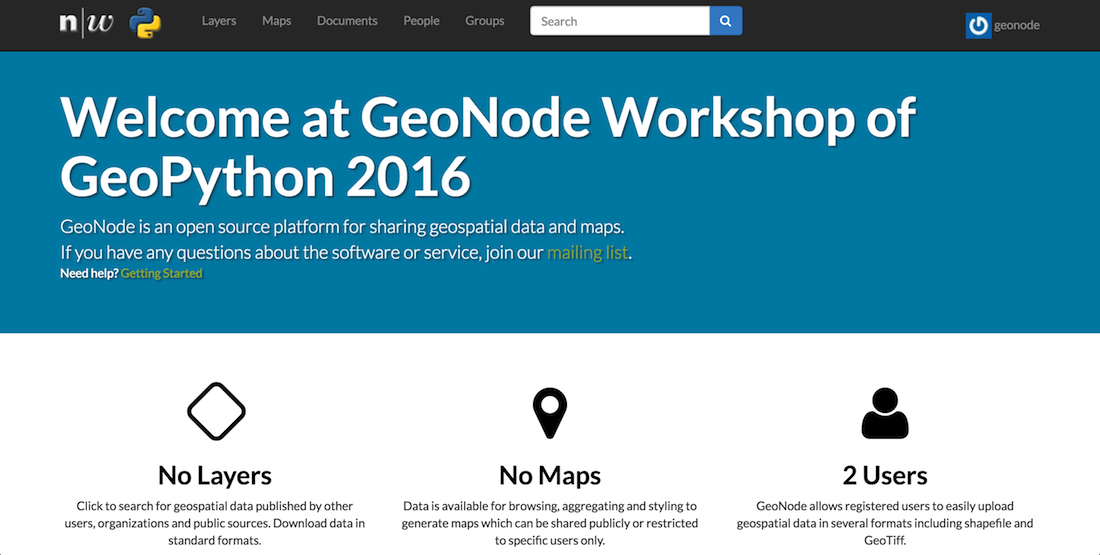 n|w
Layers Maps Documents People Groups Search geonode
Welcome at GeoNode Workshop of
GeoPython 2016
GeoNode is an open source platform for sharing geospatial data and maps.
If you have any questions about the software or service, join our mailing list.
Need help? Getting Started
No Layers
Click to search for geospatial data published by other
users, organizations and public sources. Download data in
standard formats.
No Maps
Data is available for browsing, aggregating and styling to
generate maps which can be shared publicly or restricted
to specific users only.
2 Users
GeoNode allows registered users to easily upload
geospatial data in several formats including shapefile and
GeoTiff.